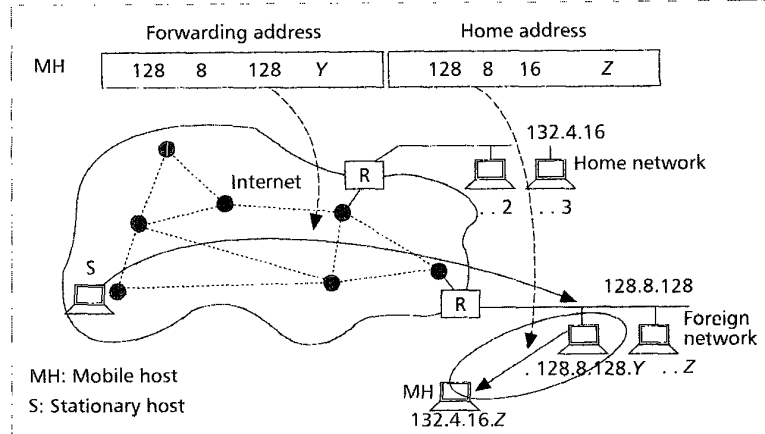 Forwarding address
Home address
MH
128 8 128 Y
128 8 16 Z
132.4.16
Home network
R
Internet
. . 2
. . 3
S
128.8.128
R
Foreign network
. 128.8.128.Y
. . Z
MH: Mobile host
MH
S: Stationary host
132.4.16.Z